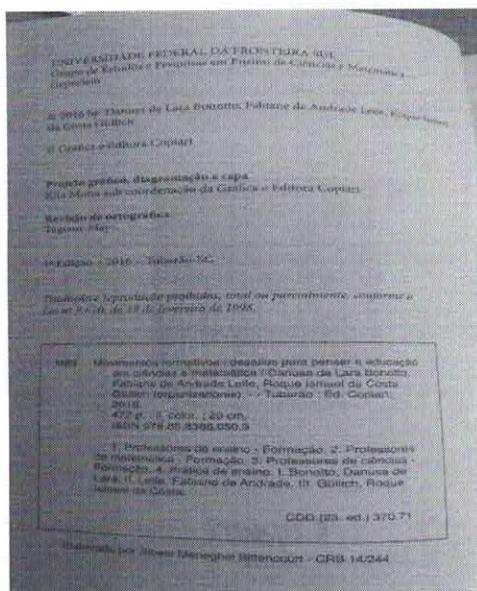 UNIVERSIDADE FEDERAL DA FRONTEIRA SUL
Grupo de Estudos e Pesquisas em Ensino de Ciências e Matemática
Gepeciem
© 2016 by Danusa de Lara Bonotto, Fabiane de Andrade Leite, Roque Ismael
da Costa Güllich
© Gráfica e Editora Copiart
Projeto gráfico, diagramação e capa
Rita Motta sob coordenação da Gráfica e Editora Copiart
Revisão de ortográfica
1ª Edição - 2016 - Tubarão-SC
reprodução proibidas, total ou parcialmente, conforme a
Lei nº 9.610, de 19 de fevereiro de 1998.
Movimentos formativos : desafios para pensar a educação
em ciências e matemática / Danusa de Lara Bonotto,
Fabiane de Andrade Leite, Roque Ismael da Costa
Güllich (organizadores) -- Tubarão : Ed. Copiart,
2016.
472 p. : il. color. ; 29 cm.
ISBN 978.85.8388.050.9
1. Professores de ensino - Formação. 2. Professores
de matemática - Formação. 3. Professores de ciências -
Formação. 4. Prática de ensino. I. Bonotto, Danusa de
Lara. II. Leite, Fabiane de Andrade. III. Güllich, Roque
Ismael da Costa.
CDD (23. ed.) 370.71
Elaborada por Sibele Meneghel Bittencourt - CRB 14/244